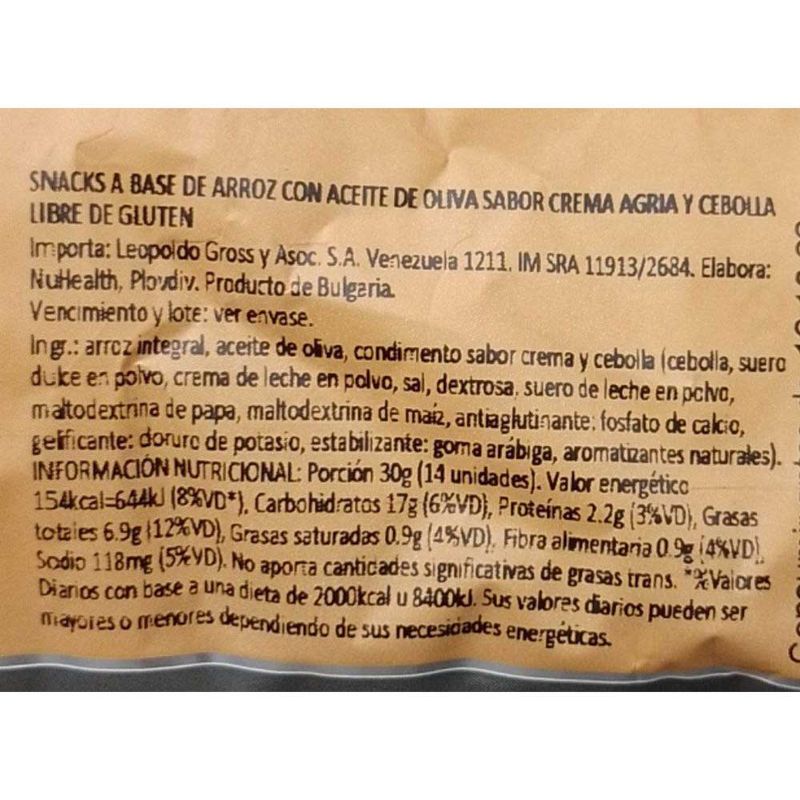 SNACKS A BASE DE ARROZ CON ACEITE DE OLIVA SABOR CREMA AGRIA Y CEBOLLA
LIBRE DE GLUTEN
Importa: Leopoldo Gross y Asoc. S.A. Venezuela 1211. IM SRA 11913/2684. Elabora:
NuHealth, Plovdiv. Producto de Bulgaria.
Vencimiento y lote: ver envase.
Ingr.: arroz integral, aceite de oliva, condimento sabor crema y cebolla (cebolla, suero
dulce en polvo, crema de leche en polvo, sal, dextrosa, suero de leche en polvo,
maltodextrina de papa, maltodextrina de maíz, antiaglutinante: fosfato de calcio,
gelificante: cloruro de potasio, estabilizante: goma arábiga, aromatizantes naturales).
INFORMACIÓN NUTRICIONAL: Porción 30g (14 unidades). Valor energético
154kcal=644kJ (8%VD*), Carbohidratos 17g (6%VD), Proteínas 2.2g (3%VD), Grasas
totales 6.9g (12%VD), Grasas saturadas 0.9g (4%VD), Fibra alimentaria 0.9g (4%VD),
Sodio 118mg (5%VD). No aporta cantidades significativas de grasas trans. *%Valores
Diarios con base a una dieta de 2000kcal u 8400kJ. Sus valores diarios pueden ser
mayores o menores dependiendo de sus necesidades energéticas.